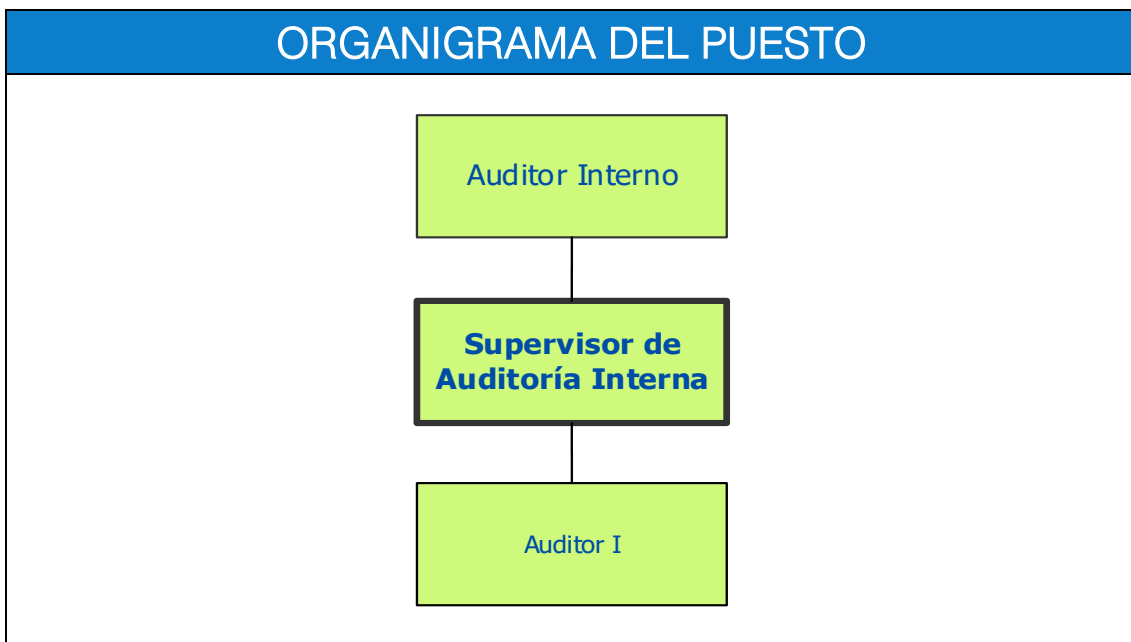 ORGANIGRAMA DEL PUESTO
Auditor Interno
Supervisor de
Auditoría Interna
Auditor I